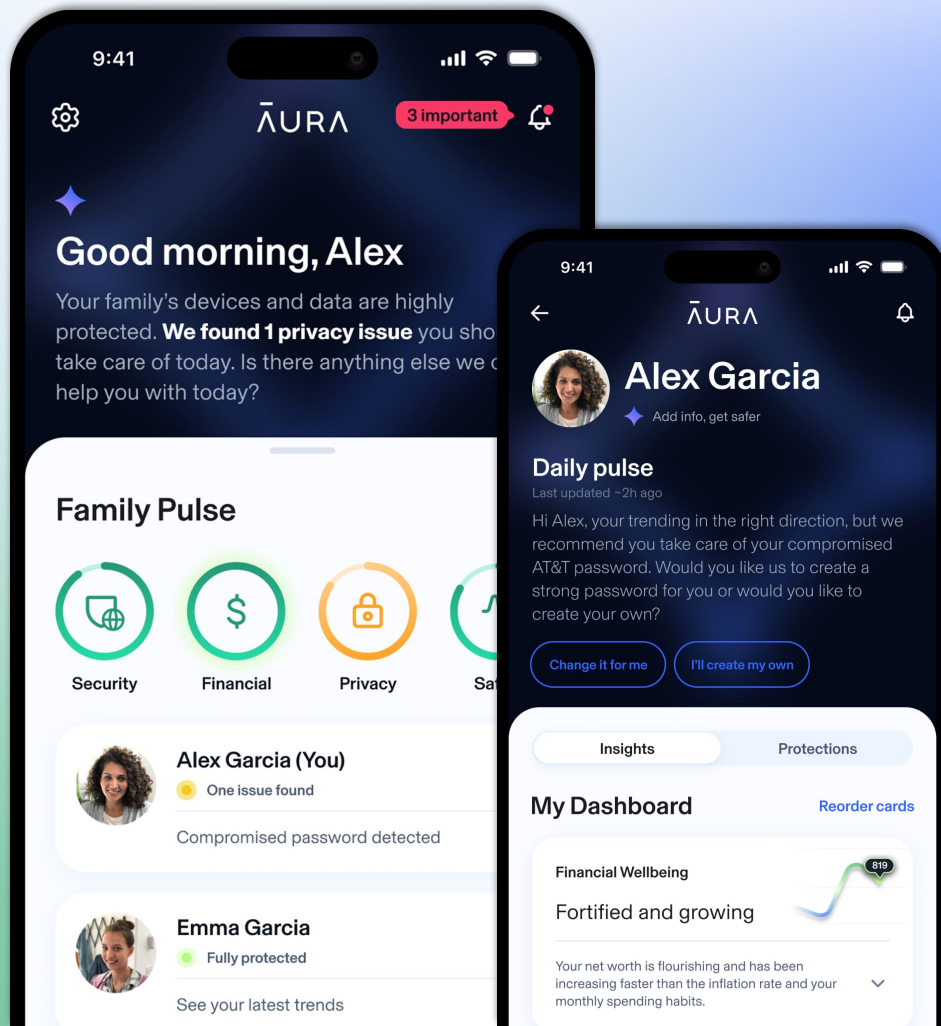 9:41
ĀURA
3 important
Good morning, Alex
Your family's devices and data are highly
protected. We found 1 privacy issue you
take care of today. Is there anything else we
help you with today?
Family Pulse
Security
Financial
Privacy
Alex Garcia (You)
One issue found
Compromised password detected
Emma Garcia
Fully protected
See your latest trends
9:41
ĀURA
Alex Garcia
Add info, get safer
Daily pulse
Last updated ~2h ago
Hi Alex, your trending in the right direction, but we
recommend you take care of your compromised
AT&T password. Would you like us to create a
strong password for you or would you like to
create your own?
Change it for me
I'll create my own
Insights
Protections
My Dashboard
Reorder cards
Financial Wellbeing
819
Fortified and growing
Your net worth is flourishing and has been
increasing faster than the inflation rate and your
monthly spending habits.